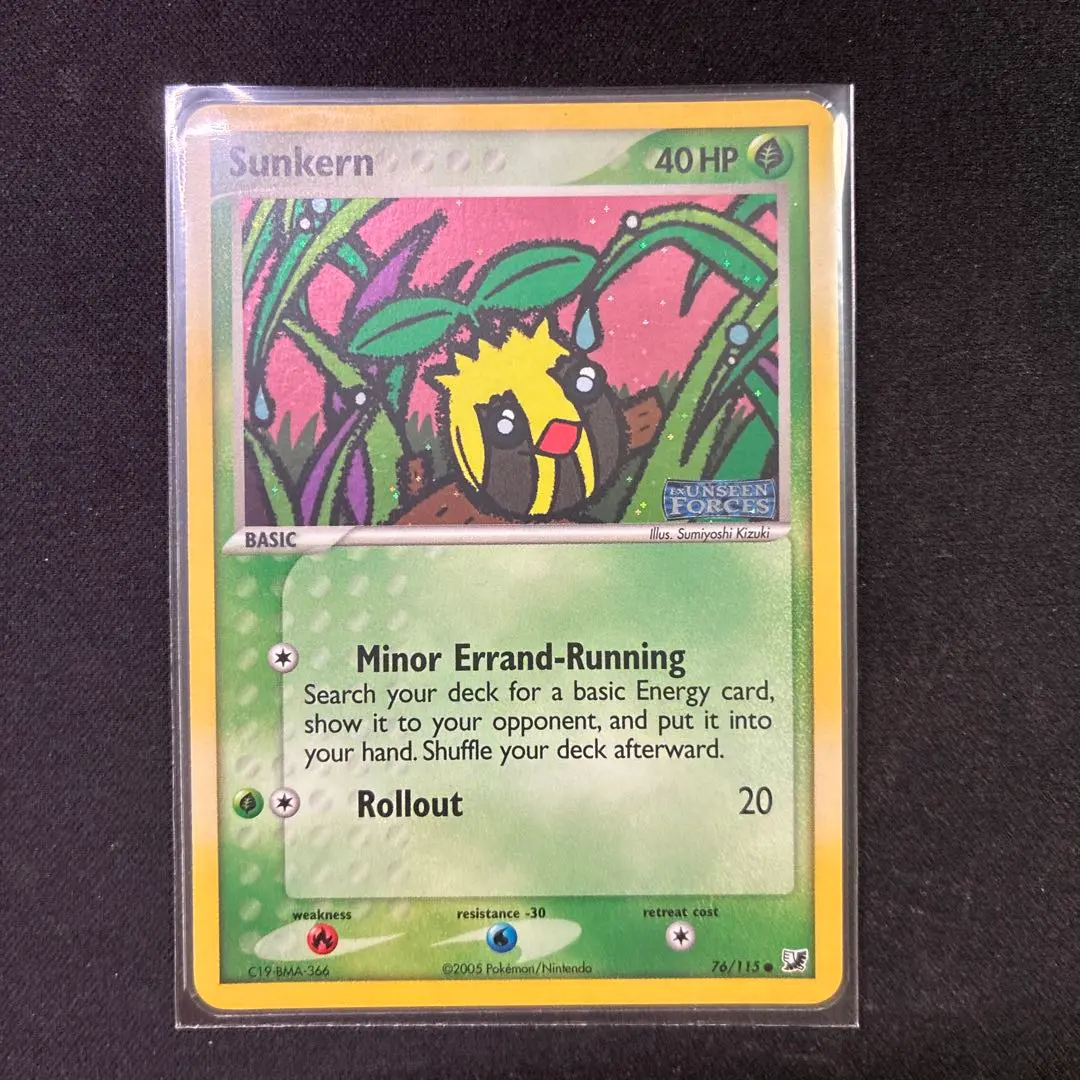 Sunkern
40 HP
EX UNSEEN
FORCES
BASIC
Illus. Sumiyoshi Kizuki
Minor Errand-Running
Search your deck for a basic Energy card,
show it to your opponent, and put it into
your hand. Shuffle your deck afterward.
Rollout 20
weakness resistance -30 retreat cost
C19-BMA-366 ©2005 Pokémon/Nintendo 76/115